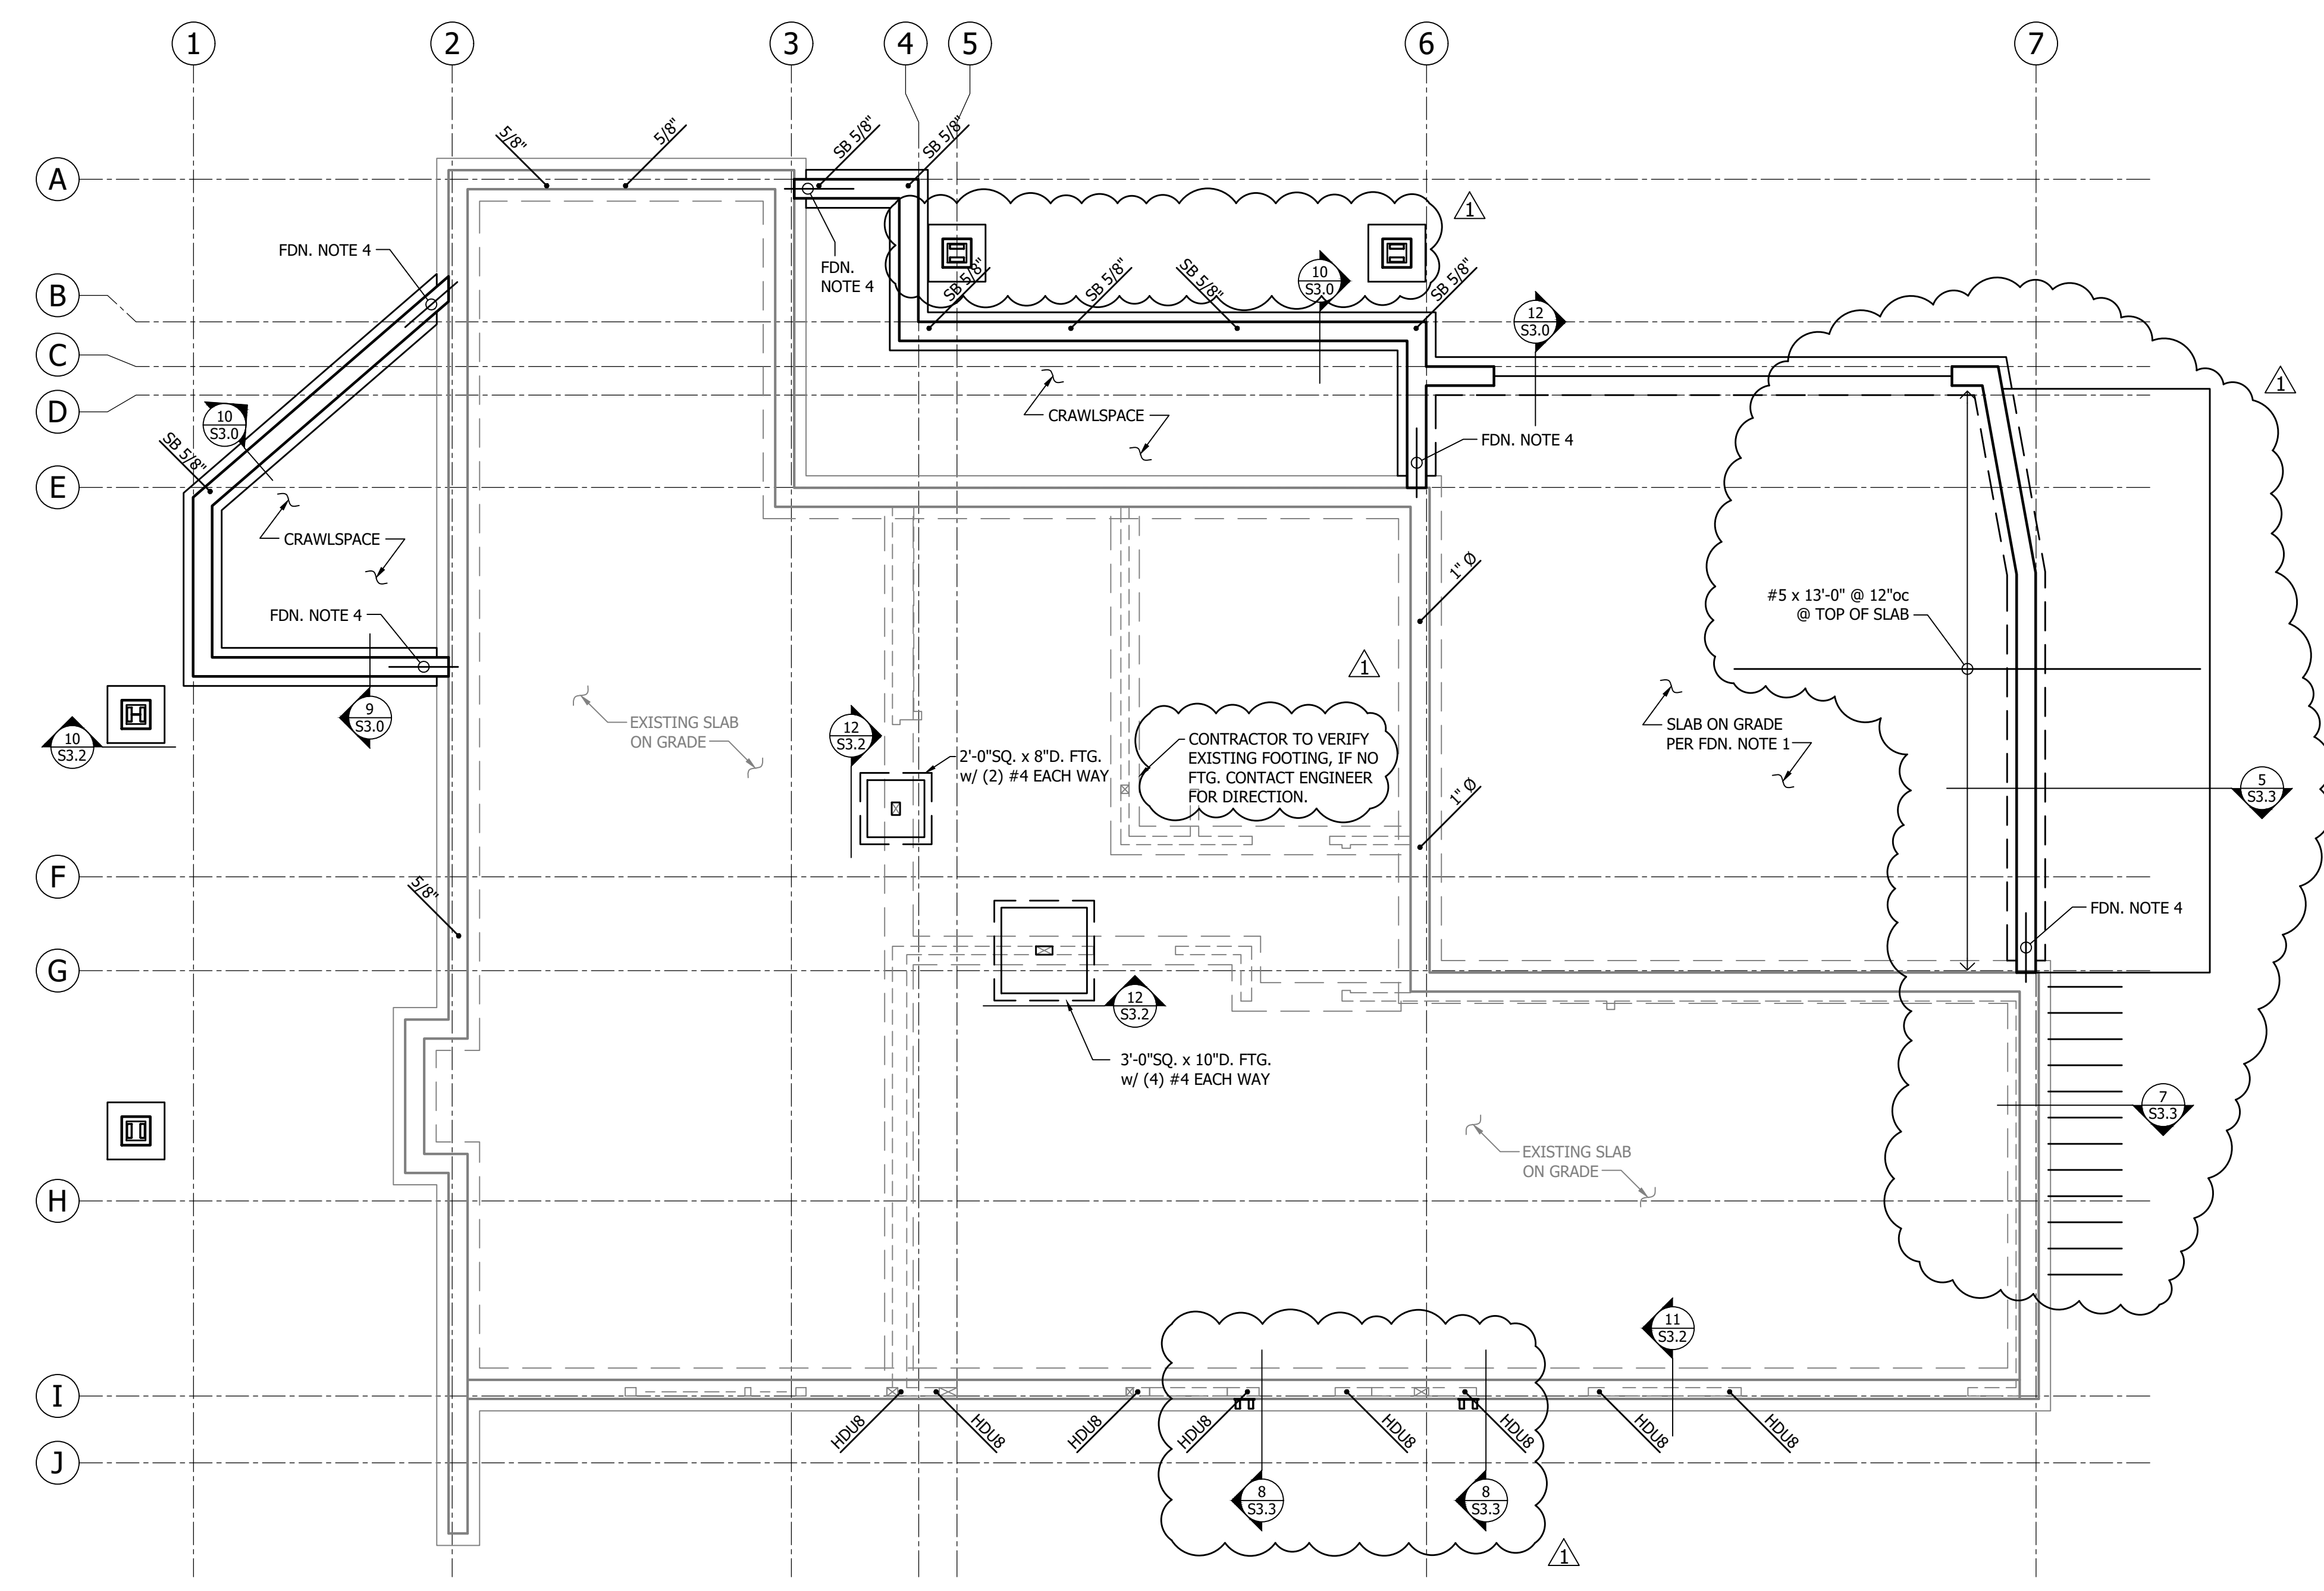 1
2
3
4
5
6
7
A
B
C
D
E
F
G
H
I
J
5/8"
5/8"
SB 5/8"
SB 5/8"
1
FDN. NOTE 4
FDN.
NOTE 4
SB 5/8"
SB 5/8"
SB 5/8"
SB 5/8"
10
S3.0
12
S3.0
1
10
S3.0
SB 5/8"
CRAWLSPACE
FDN. NOTE 4
CRAWLSPACE
1" Ø
#5 x 13'-0" @ 12"oc
@ TOP OF SLAB
FDN. NOTE 4
1
9
S3.0
10
S3.2
EXISTING SLAB
ON GRADE
12
S3.2
2'-0"SQ. x 8"D. FTG.
w/ (2) #4 EACH WAY
CONTRACTOR TO VERIFY
EXISTING FOOTING, IF NO
FTG. CONTACT ENGINEER
FOR DIRECTION.
SLAB ON GRADE
PER FDN. NOTE 1
1" Ø
5
S3.3
5/8"
FDN. NOTE 4
12
S3.2
3'-0"SQ. x 10"D. FTG.
w/ (4) #4 EACH WAY
7
S3.3
EXISTING SLAB
ON GRADE
11
S3.2
HDU8
HDU8
HDU8
HDU8
HDU8
HDU8
HDU8
HDU8
8
S3.3
8
S3.3
1